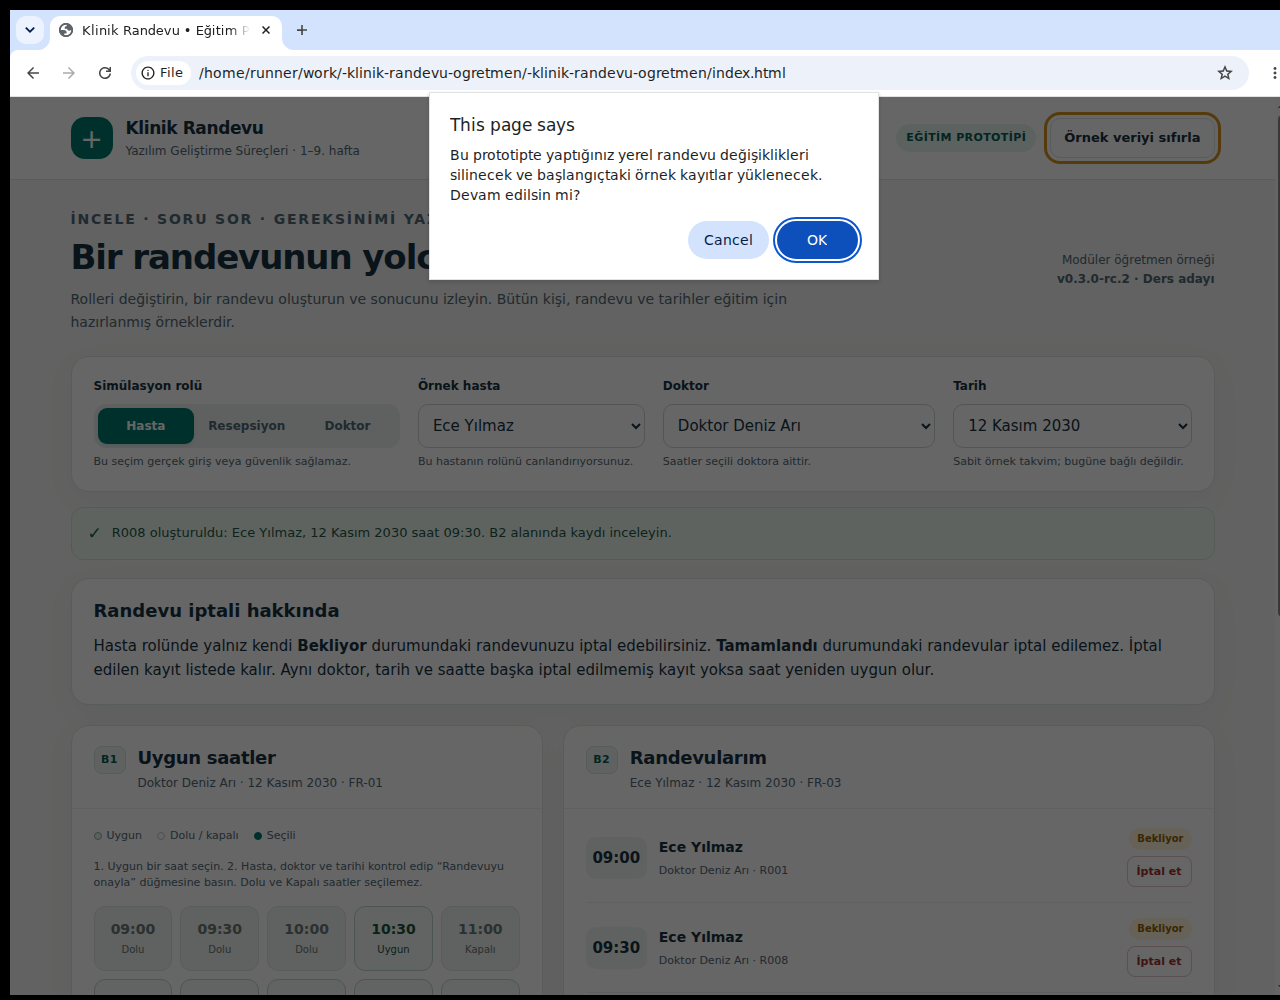 Klinik Randevu • Eğitim P
File
/home/runner/work/-klinik-randevu-ogretmen/-klinik-randevu-ogretmen/index.html
This page says
Bu prototipte yaptığınız yerel randevu değişiklikleri
silinecek ve başlangıçtaki örnek kayıtlar yüklenecek.
Devam edilsin mi?
Cancel
OK
Klinik Randevu
Yazılım Geliştirme Süreçleri · 1–9. hafta
EĞİTİM PROTOTİPİ
Örnek veriyi sıfırla
İNCELE · SORU SOR · GEREKSİNİMİ YA
Bir randevunun yol
Rolleri değiştirin, bir randevu oluşturun ve sonucunu izleyin. Bütün kişi, randevu ve tarihler eğitim için
hazırlanmış örneklerdir.
Modüler öğretmen örneği
v0.3.0-rc.2 · Ders adayı
Simülasyon rolü
Hasta
Resepsiyon
Doktor
Bu seçim gerçek giriş veya güvenlik sağlamaz.
Örnek hasta
Ece Yılmaz
Bu hastanın rolünü canlandırıyorsunuz.
Doktor
Doktor Deniz Arı
Saatler seçili doktora aittir.
Tarih
12 Kasım 2030
Sabit örnek takvim; bugüne bağlı değildir.
✓ R008 oluşturuldu: Ece Yılmaz, 12 Kasım 2030 saat 09:30. B2 alanında kaydı inceleyin.
Randevu iptali hakkında
Hasta rolünde yalnız kendi Bekliyor durumundaki randevunuzu iptal edebilirsiniz. Tamamlandı durumundaki randevular iptal edilemez. İptal
edilen kayıt listede kalır. Aynı doktor, tarih ve saatte başka iptal edilmemiş kayıt yoksa saat yeniden uygun olur.
B1
Uygun saatler
Doktor Deniz Arı · 12 Kasım 2030 · FR-01
Uygun
Dolu / kapalı
Seçili
1. Uygun bir saat seçin. 2. Hasta, doktor ve tarihi kontrol edip “Randevuyu
onayla” düğmesine basın. Dolu ve Kapalı saatler seçilemez.
09:00
Dolu
09:30
Dolu
10:00
Dolu
10:30
Uygun
11:00
Kapalı
B2
Randevularım
Ece Yılmaz · 12 Kasım 2030 · FR-03
09:00
Ece Yılmaz
Doktor Deniz Arı · R001
Bekliyor
İptal et
09:30
Ece Yılmaz
Doktor Deniz Arı · R008
Bekliyor
İptal et